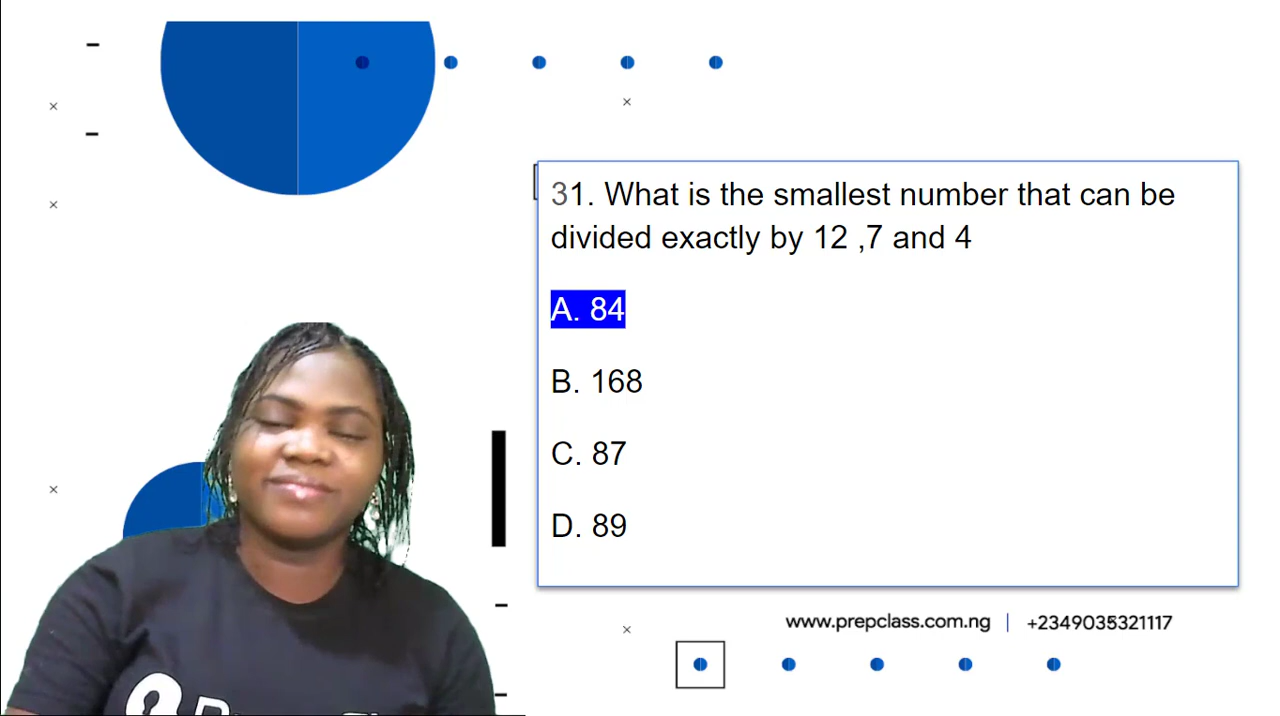 31. What is the smallest number that can be
divided exactly by 12 ,7 and 4
A. 84
B. 168
C. 87
D. 89
www.prepclass.com.ng | +2349035321117